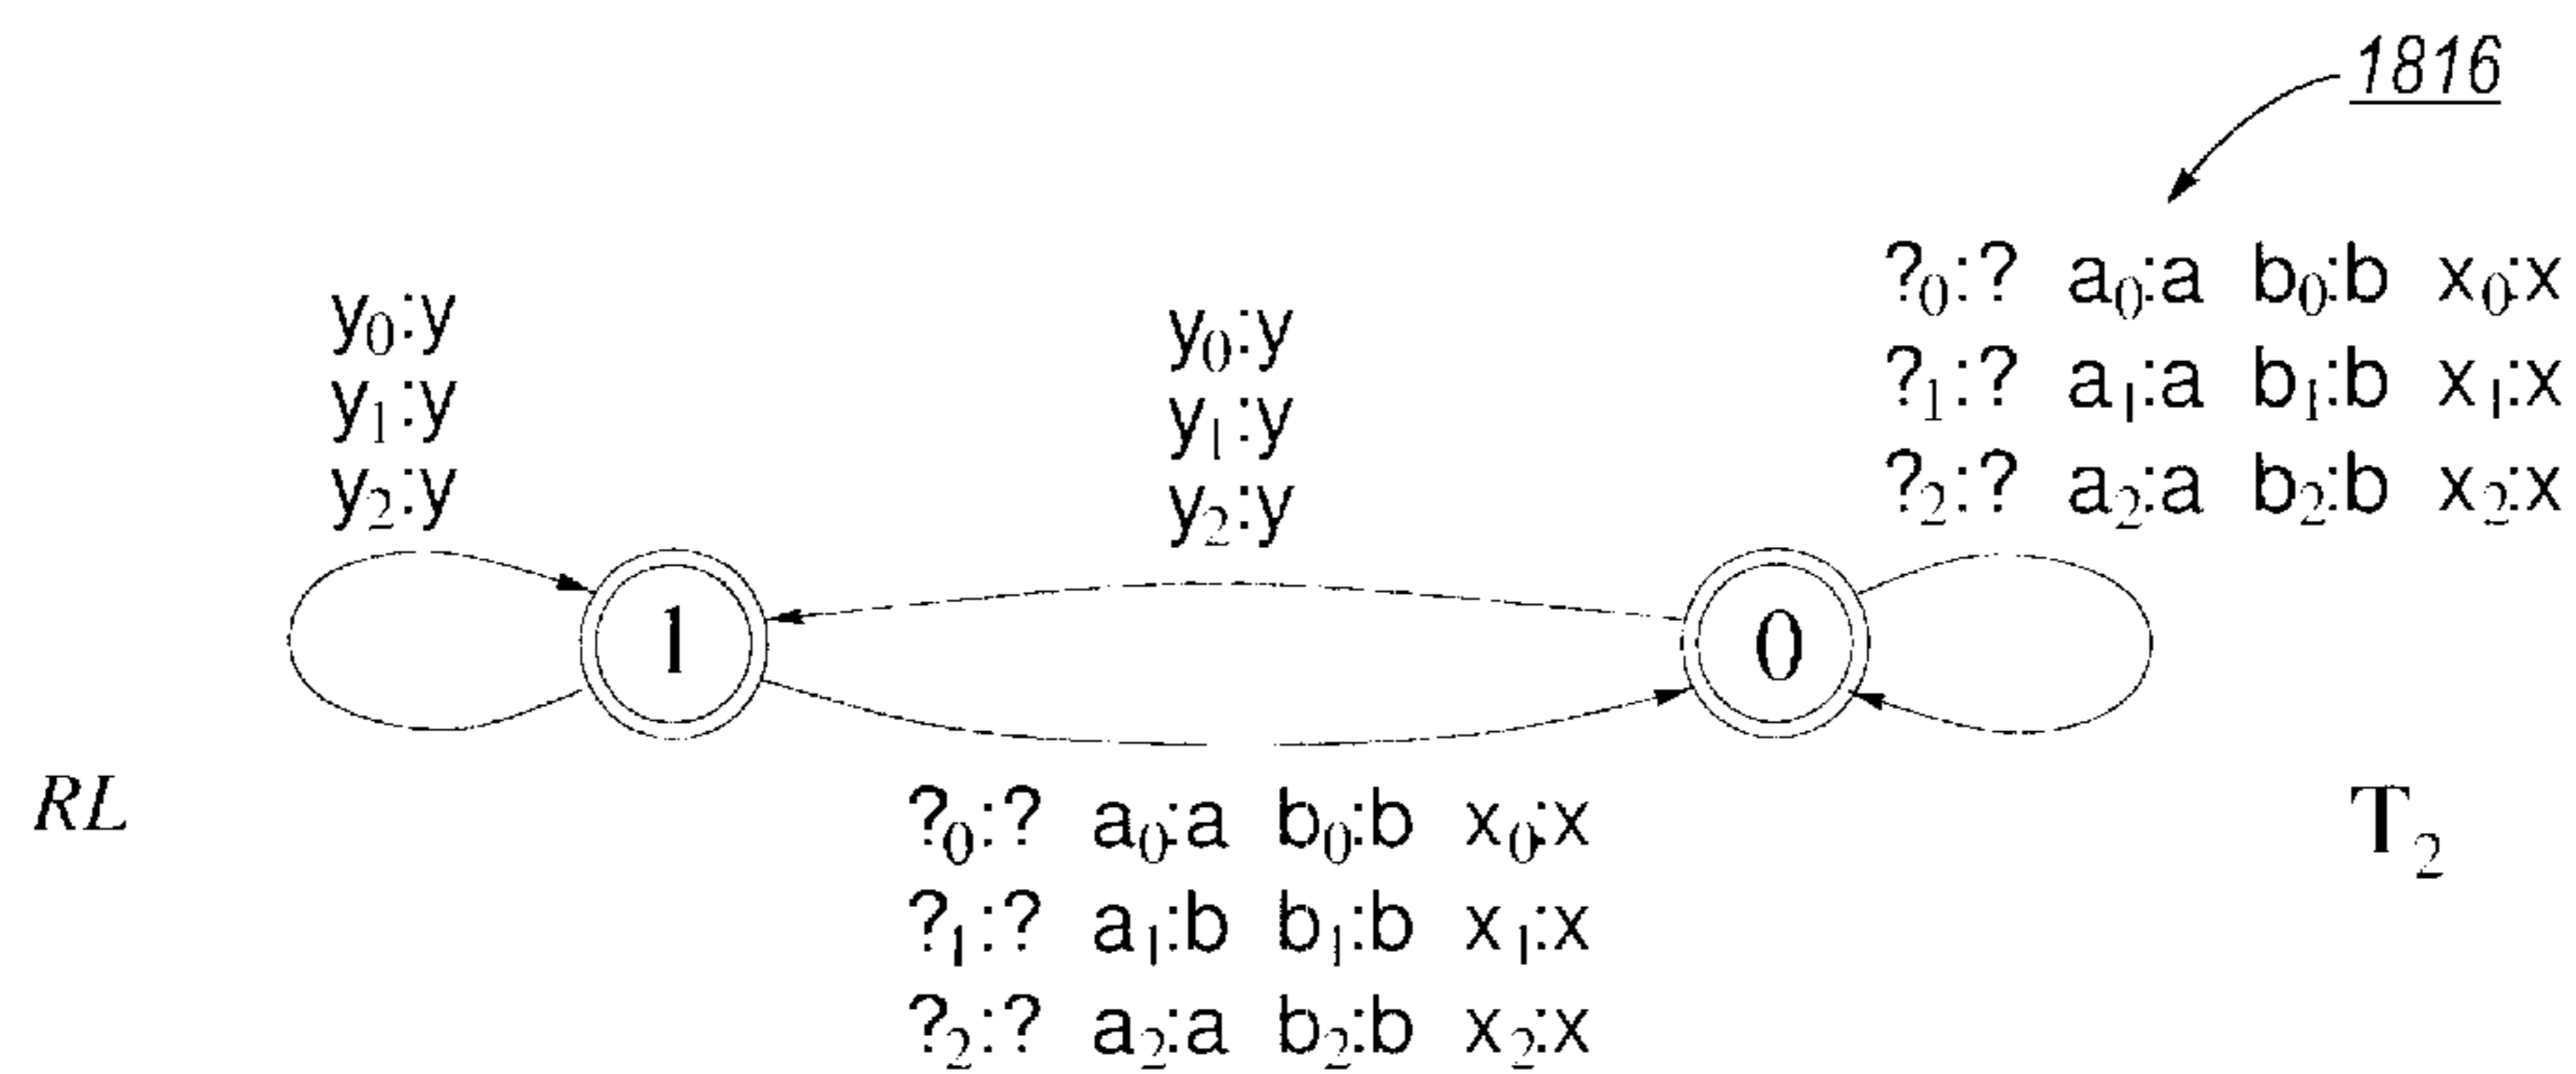 1816
?₀:? a₀:a b₀:b x₀:x
?₁:? a₁:a b₁:b x₁:x
?₂:? a₂:a b₂:b x₂:x
y₀:y
y₁:y
y₂:y
y₀:y
y₁:y
y₂:y
1
0
?₀:? a₀:a b₀:b x₀:x
?₁:? a₁:b b₁:b x₁:x
?₂:? a₂:a b₂:b x₂:x
RL
T₂